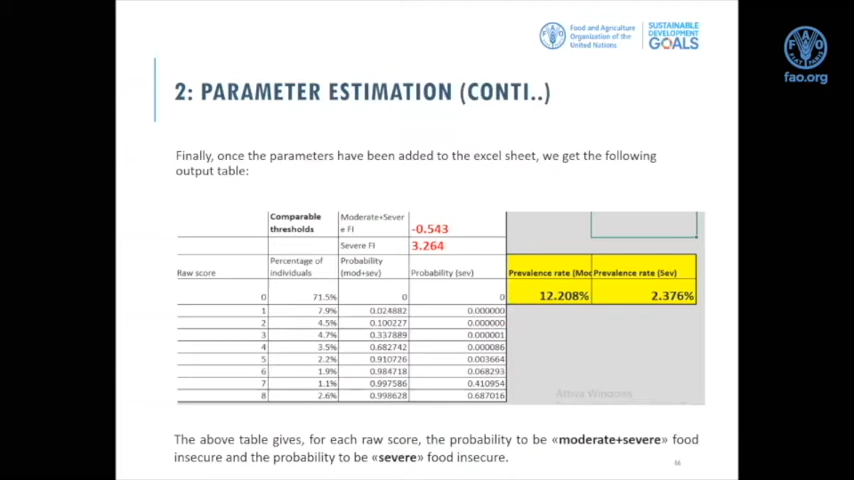 Food and Agriculture
Organization of the
United Nations
SUSTAINABLE
DEVELOPMENT
GOALS
FAO
FIAT PANIS
fao.org
2: PARAMETER ESTIMATION (CONTI..)
Finally, once the parameters have been added to the excel sheet, we get the following
output table:
Comparable thresholds Moderate+Severe FI -0.543
Severe FI 3.264
Raw score Percentage of individuals Probability (mod+sev) Probability (sev) Prevalence rate (Mod Prevalence rate (Sev)
0 71.5% 0 0 12.208% 2.376%
1 7.9% 0.024882 0.000000
2 4.5% 0.100227 0.000000
3 4.7% 0.337889 0.000001
4 3.5% 0.682742 0.000086
5 2.2% 0.910726 0.003664
6 1.9% 0.984718 0.068293
7 1.1% 0.997586 0.410954
8 2.6% 0.998628 0.687016
Attiva Windows
The above table gives, for each raw score, the probability to be «moderate+severe» food
insecure and the probability to be «severe» food insecure.
66